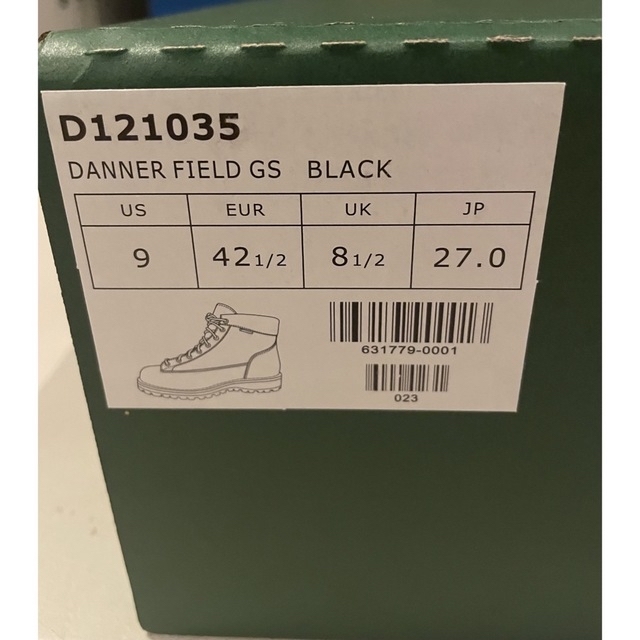 D121035
DANNER FIELD GS BLACK
US EUR UK JP
9 42 1/2 8 1/2 27.0
631779-0001
023